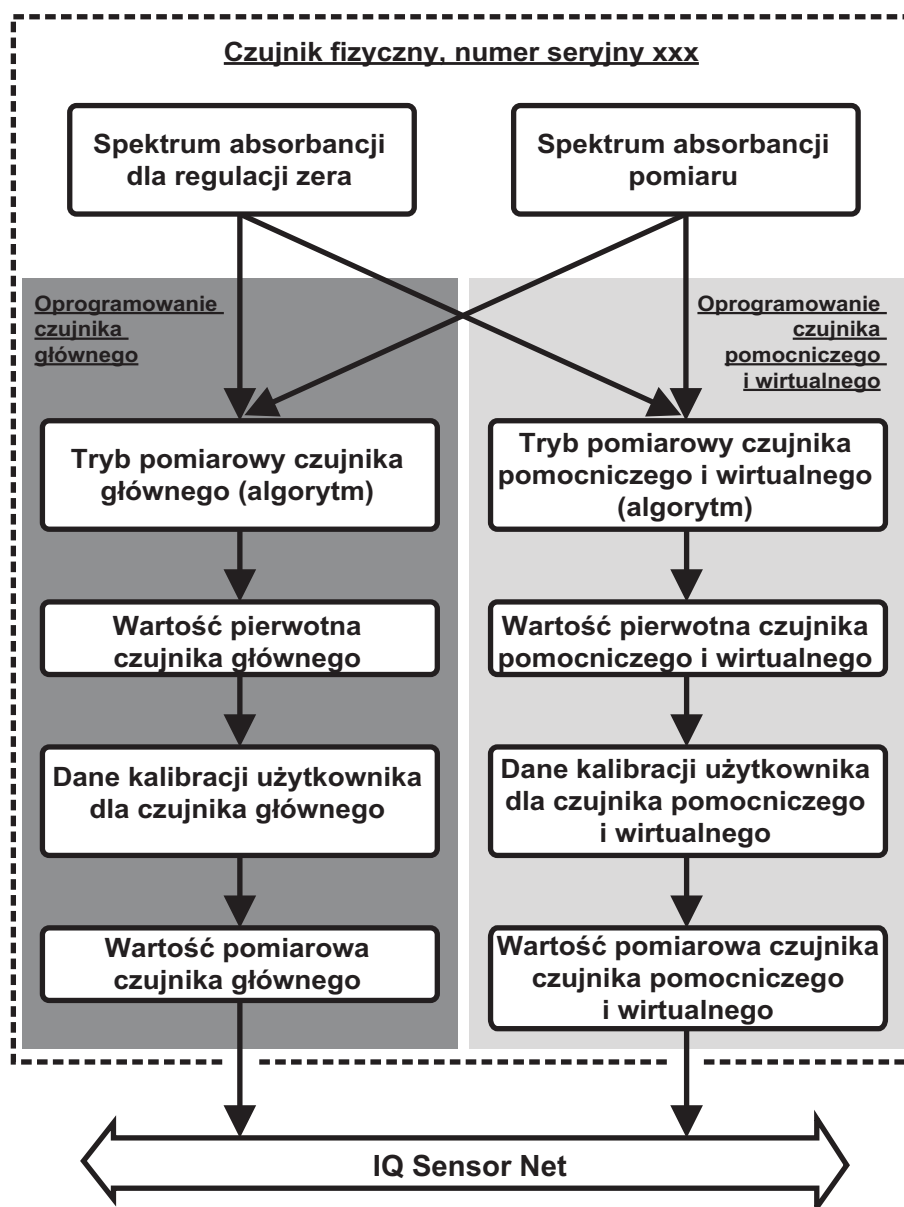 Czujnik fizyczny, numer seryjny xxx
Spektrum absorbancji
dla regulacji zera
Spektrum absorbancji
pomiaru
Oprogramowanie
czujnika
głównego
Oprogramowanie
czujnika
pomocniczego
i wirtualnego
Tryb pomiarowy czujnika
głównego (algorytm)
Tryb pomiarowy czujnika
pomocniczego i wirtualnego
(algorytm)
Wartość pierwotna
czujnika głównego
Wartość pierwotna czujnika
pomocniczego i wirtualnego
Dane kalibracji użytkownika
dla czujnika głównego
Dane kalibracji użytkownika
dla czujnika pomocniczego
i wirtualnego
Wartość pomiarowa
czujnika głównego
Wartość pomiarowa czujnika
czujnika pomocniczego
i wirtualnego
IQ Sensor Net